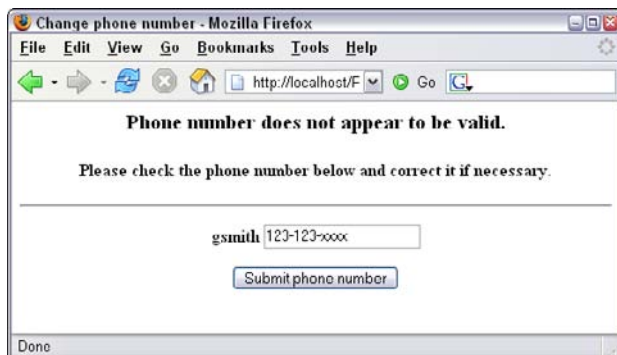 Change phone number - Mozilla Firefox
File Edit View Go Bookmarks Tools Help
http://localhost/F Go G
Phone number does not appear to be valid.
Please check the phone number below and correct it if necessary.
gsmith 123-123-xxxx
Submit phone number
Done